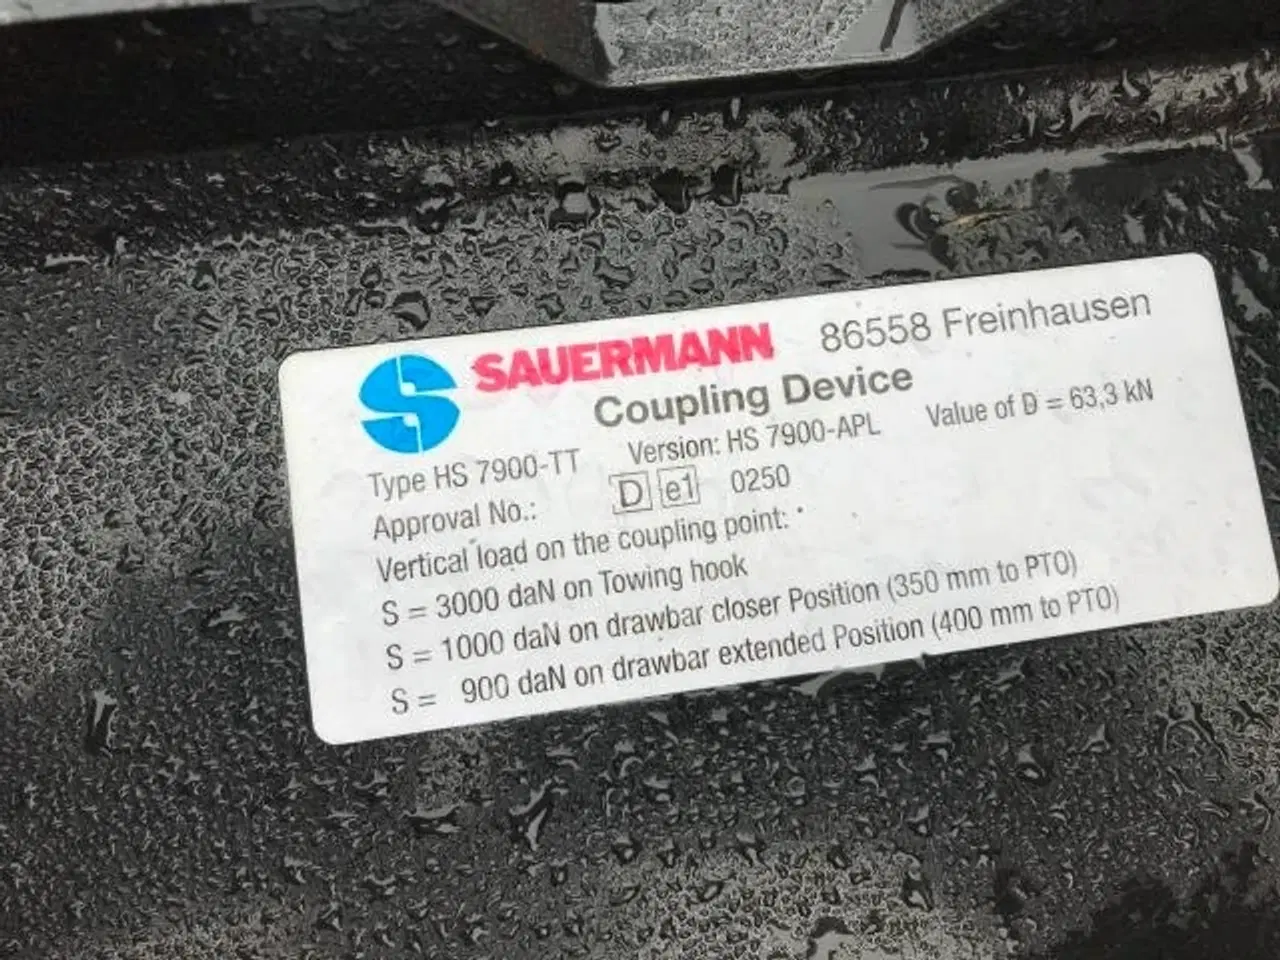 SAUERMANN 86558 Freinhausen
Coupling Device
Type HS 7900-TT Version: HS 7900-APL Value of D = 63,3 kN
Approval No.: D e1 0250
Vertical load on the coupling point:
S = 3000 daN on Towing hook
S = 1000 daN on drawbar closer Position (350 mm to PTO)
S = 900 daN on drawbar extended Position (400 mm to PTO)